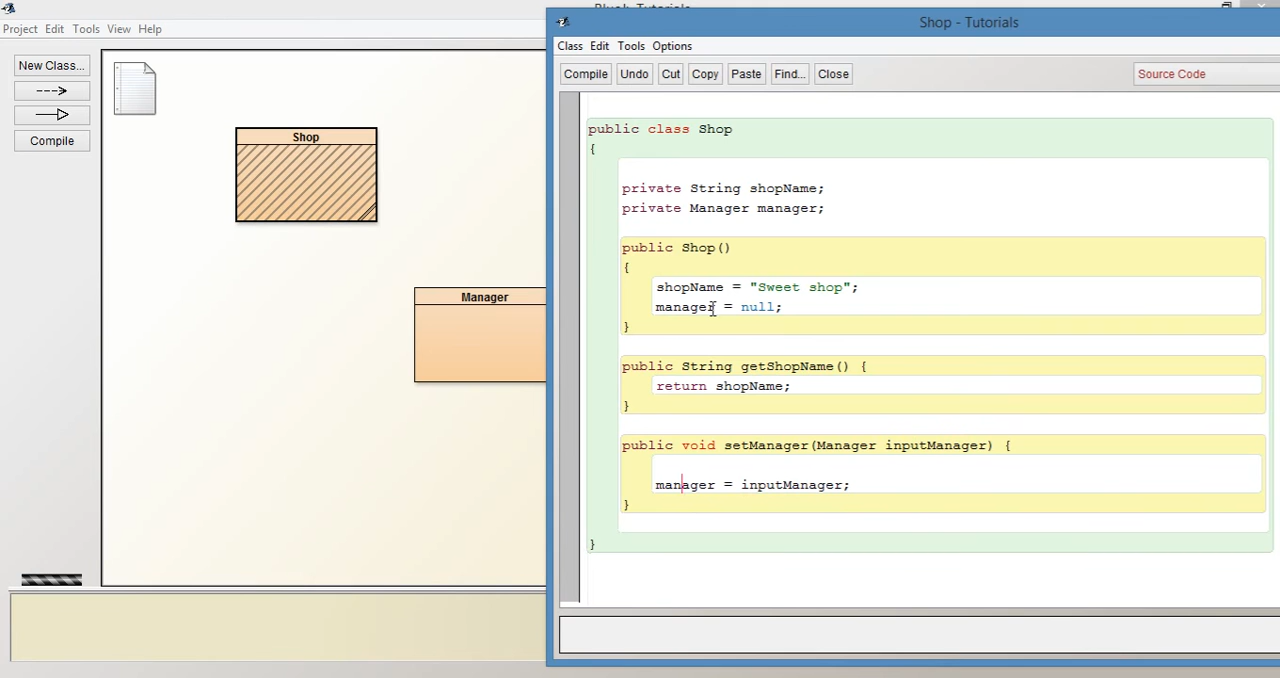 Project Edit Tools View Help
New Class...
Compile
Shop
Manager
Shop - Tutorials
Class Edit Tools Options
Compile Undo Cut Copy Paste Find... Close
Source Code
public class Shop
{
private String shopName;
private Manager manager;
public Shop()
{
shopName = "Sweet shop";
manager = null;
}
public String getShopName() {
return shopName;
}
public void setManager(Manager inputManager) {
manager = inputManager;
}
}